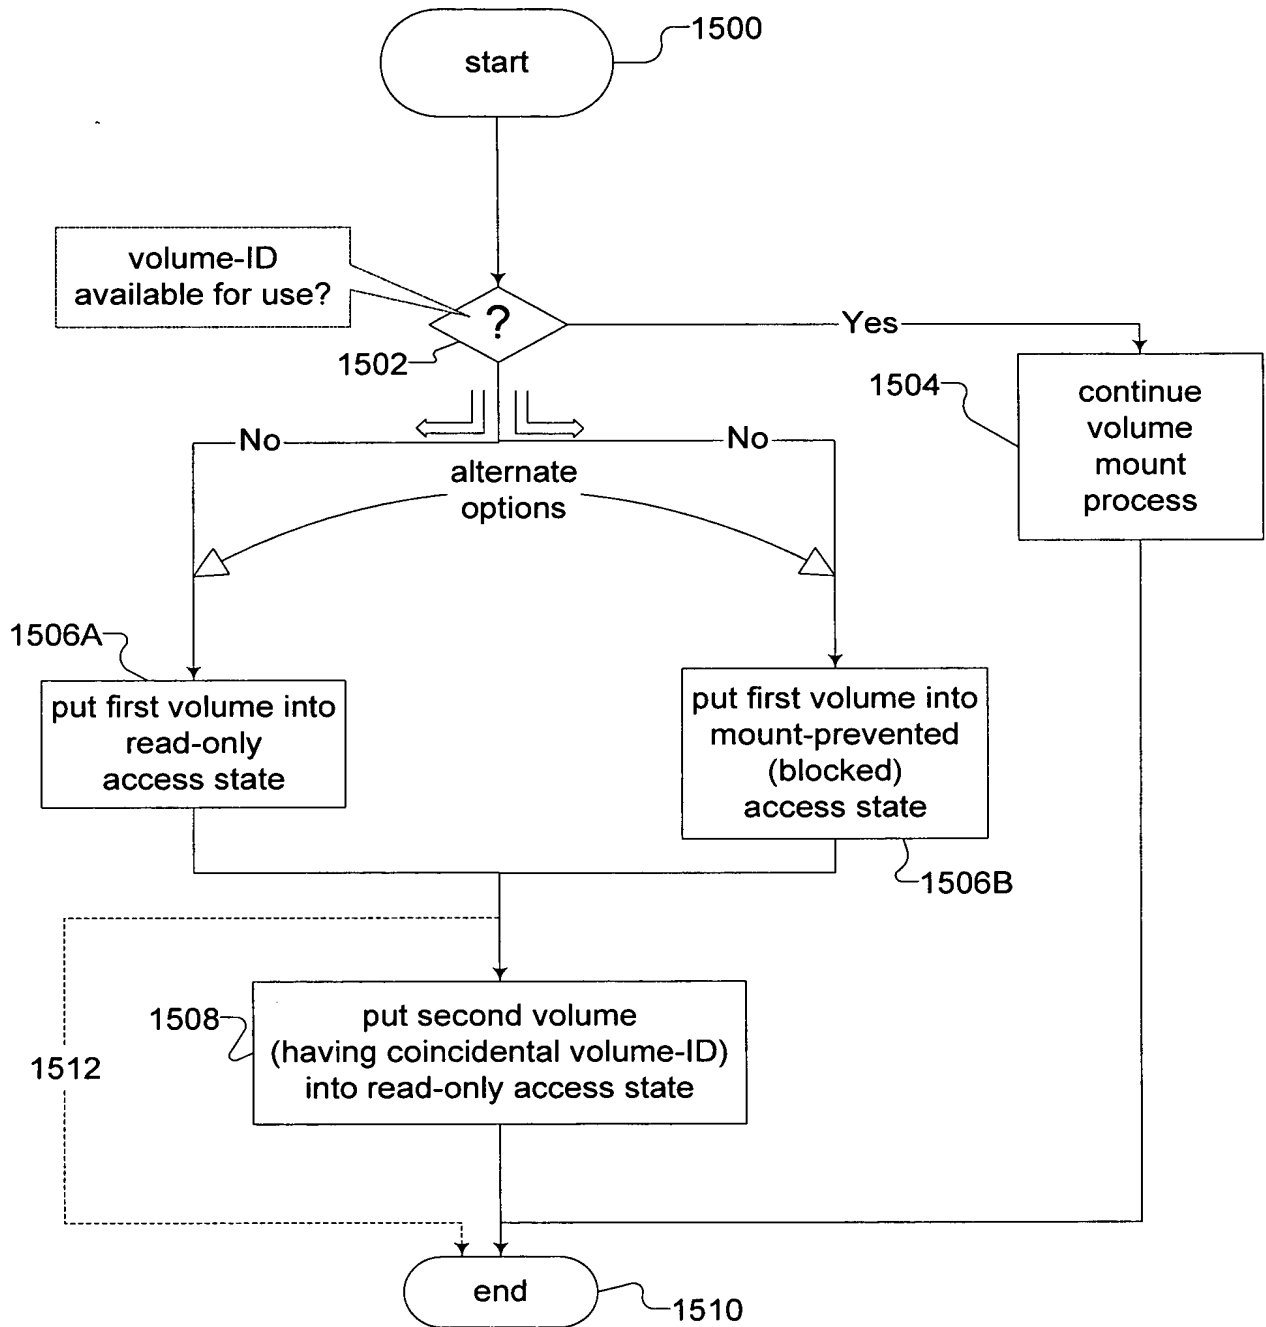 start
1500
volume-ID
available for use?
?
1502
Yes
1504
continue
volume
mount
process
No
No
alternate
options
1506A
put first volume into
read-only
access state
put first volume into
mount-prevented
(blocked)
access state
1506B
1508
put second volume
(having coincidental volume-ID)
into read-only access state
1512
end
1510